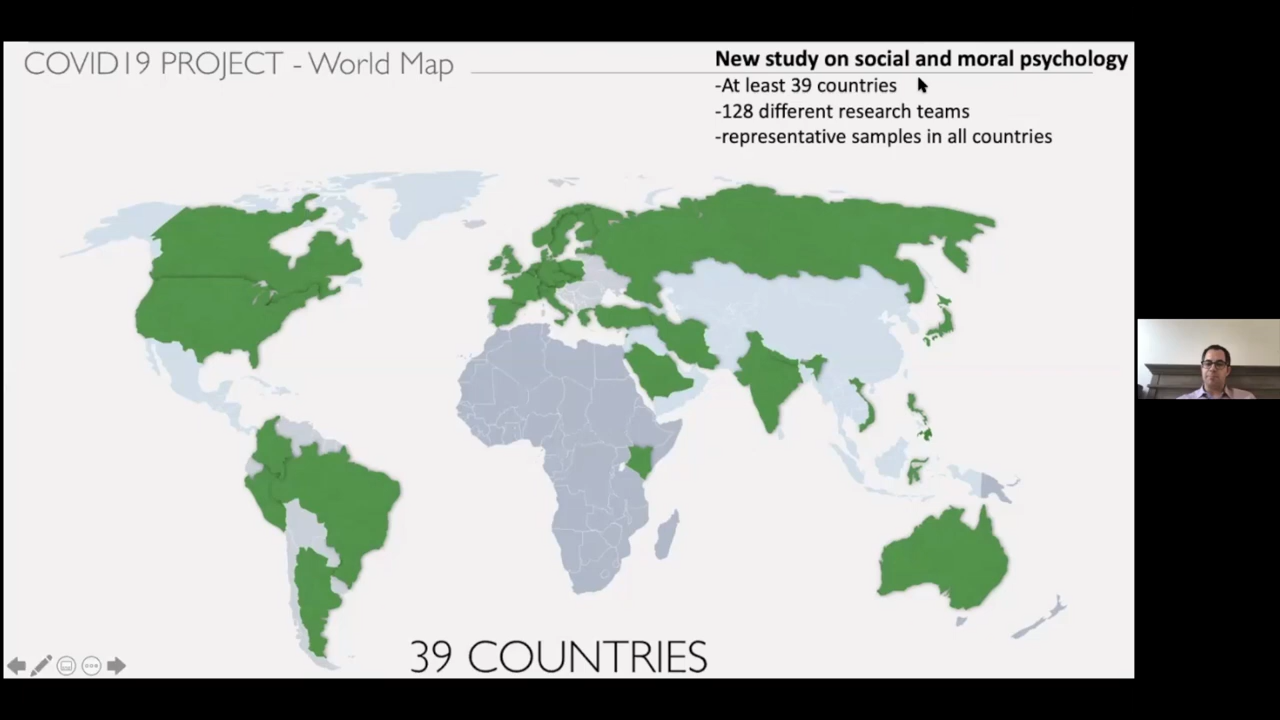 COVID19 PROJECT - World Map
New study on social and moral psychology
-At least 39 countries
-128 different research teams
-representative samples in all countries
39 COUNTRIES